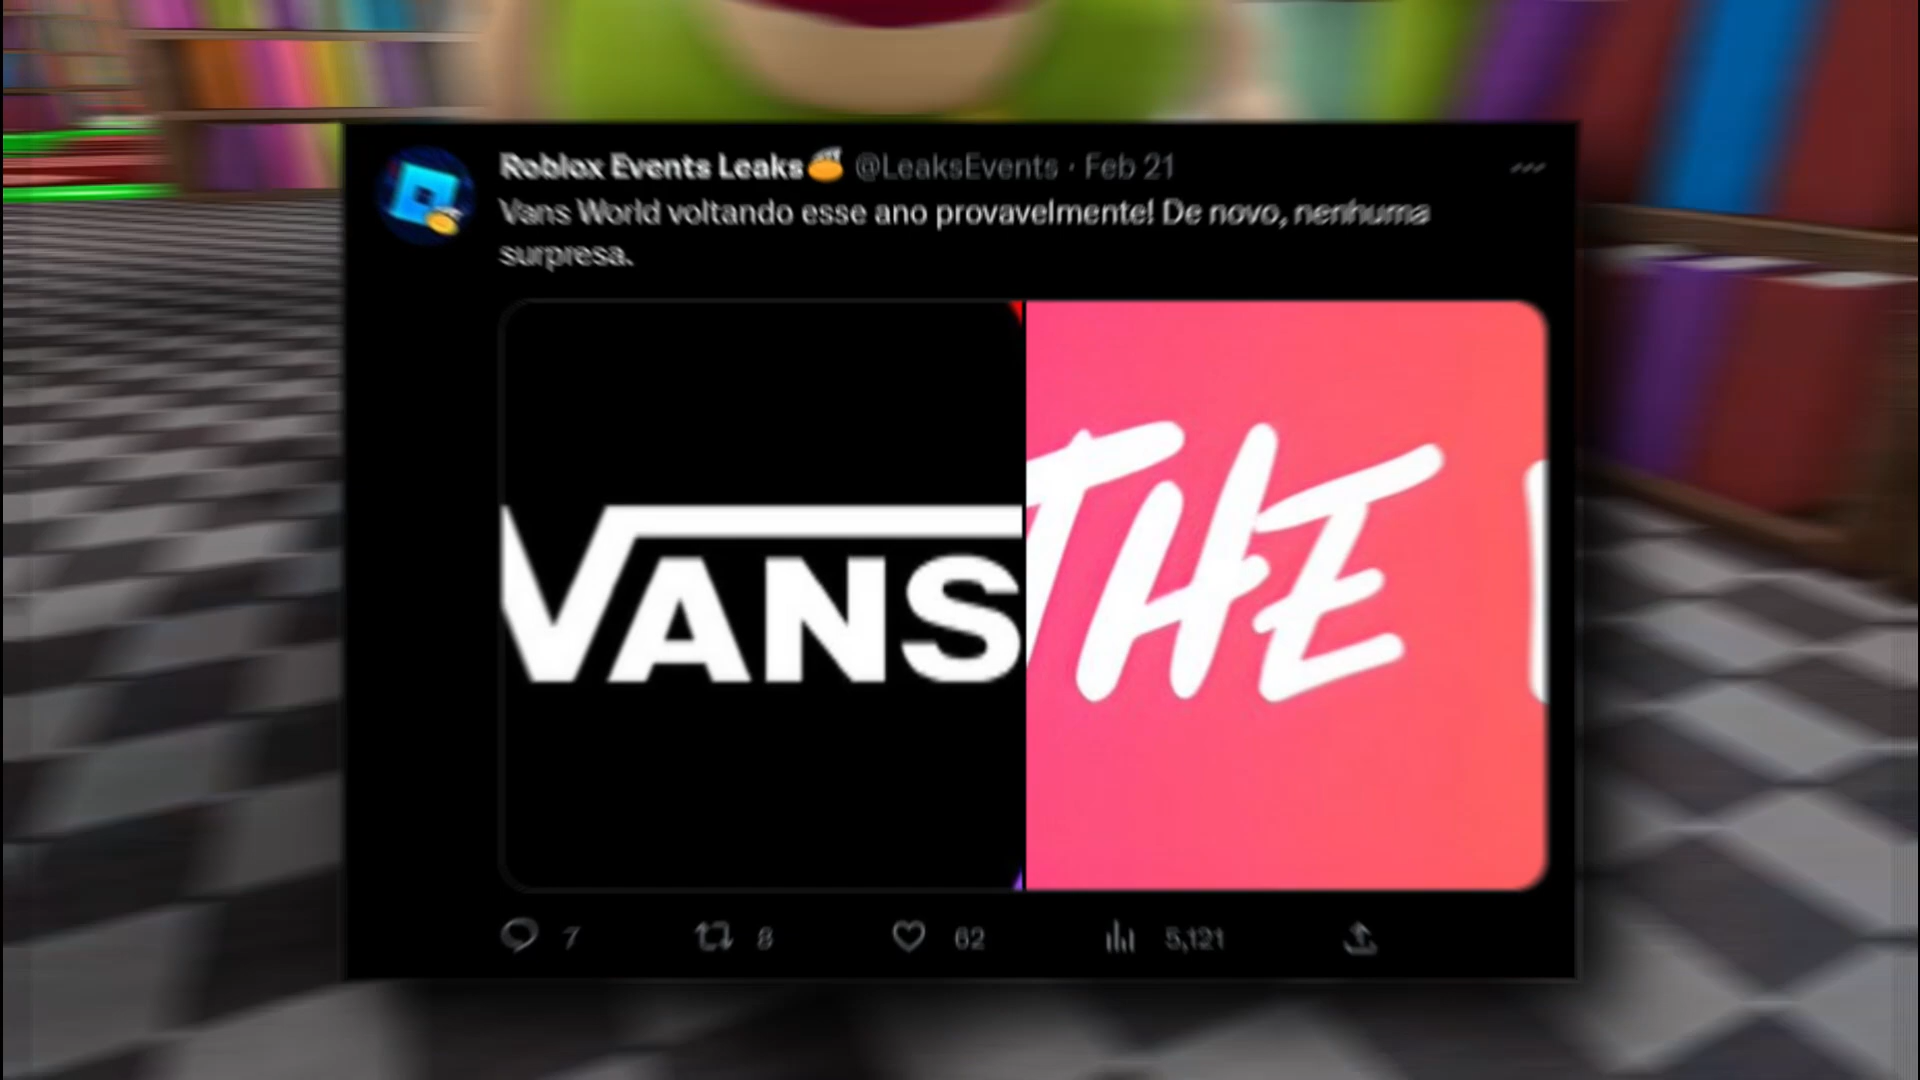 Roblox Events Leaks @LeaksEvents · Feb 21
Vans World voltando esse ano provavelmente! De novo, nenhuma
surpresa.
VANS
THE
7 8 62 5,121